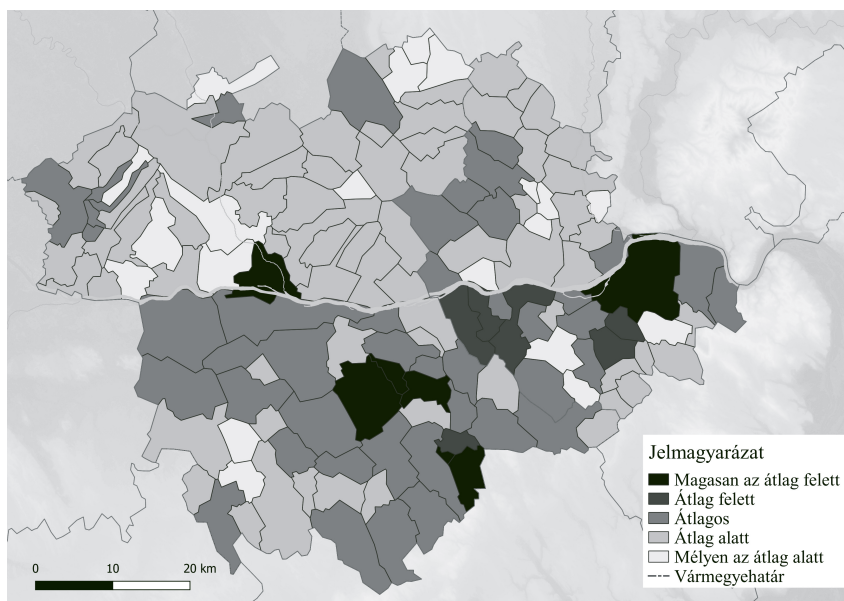 Jelmagyarázat
Magasan az átlag felett
Átlag felett
Átlagos
Átlag alatt
Mélyen az átlag alatt
Vármegyehatár
0 10 20 km